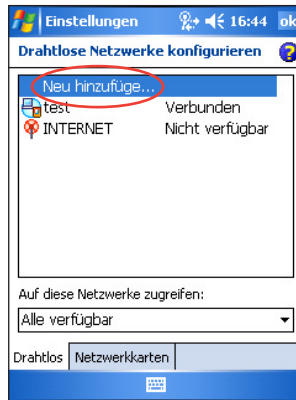 Einstellungen 16:44 ok
Drahtlose Netzwerke konfigurieren ?
Neu hinzufüge...
test Verbunden
INTERNET Nicht verfügbar
Auf diese Netzwerke zugreifen:
Alle verfügbar
Drahtlos Netzwerkkarten